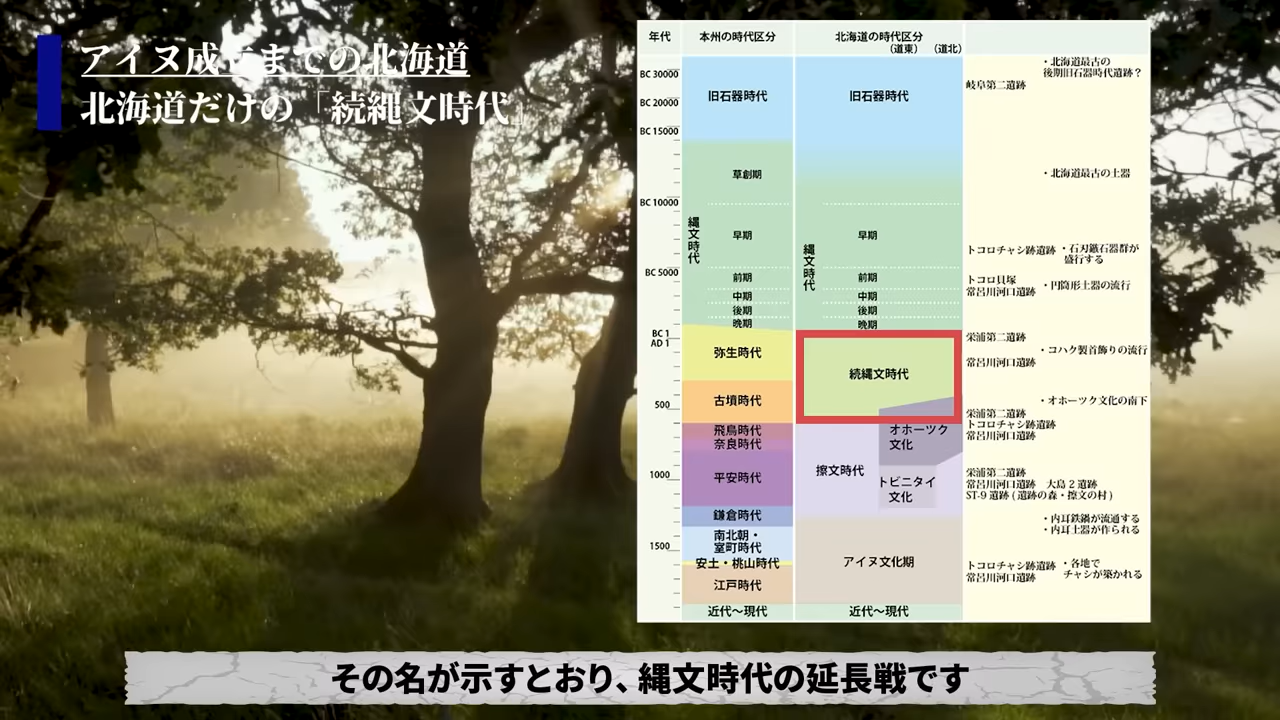 アイヌ成立までの北海道
北海道だけの「続縄文時代」
年代
本州の時代区分
北海道の時代区分
(道東) (道北)
BC 30000
BC 20000
BC 15000
BC 10000
BC 5000
BC 1
AD 1
500
1000
1500
旧石器時代
縄文時代
草創期
早期
前期
中期
後期
晩期
弥生時代
古墳時代
飛鳥時代
奈良時代
平安時代
鎌倉時代
南北朝・
室町時代
安土・桃山時代
江戸時代
近代〜現代
旧石器時代
縄文時代
早期
前期
中期
後期
晩期
続縄文時代
オホーツク
文化
擦文時代
トビニタイ
文化
アイヌ文化期
近代〜現代
・北海道最古の
後期旧石器時代遺跡?
岐阜第二遺跡
・北海道最古の土器
トコロチャシ跡遺跡 ・石刃鏃石器群が
盛行する
トコロ貝塚
常呂川河口遺跡 ・円筒形土器の流行
栄浦第二遺跡
・コハク製首飾りの流行
常呂川河口遺跡
・オホーツク文化の南下
栄浦第二遺跡
トコロチャシ跡遺跡
常呂川河口遺跡
栄浦第二遺跡
常呂川河口遺跡 大島2遺跡
ST-9遺跡(遺跡の森・擦文の村)
・内耳鉄鍋が流通する
・内耳土器が作られる
トコロチャシ跡遺跡 ・各地で
常呂川河口遺跡 チャシが築かれる
その名が示すとおり、縄文時代の延長戦です